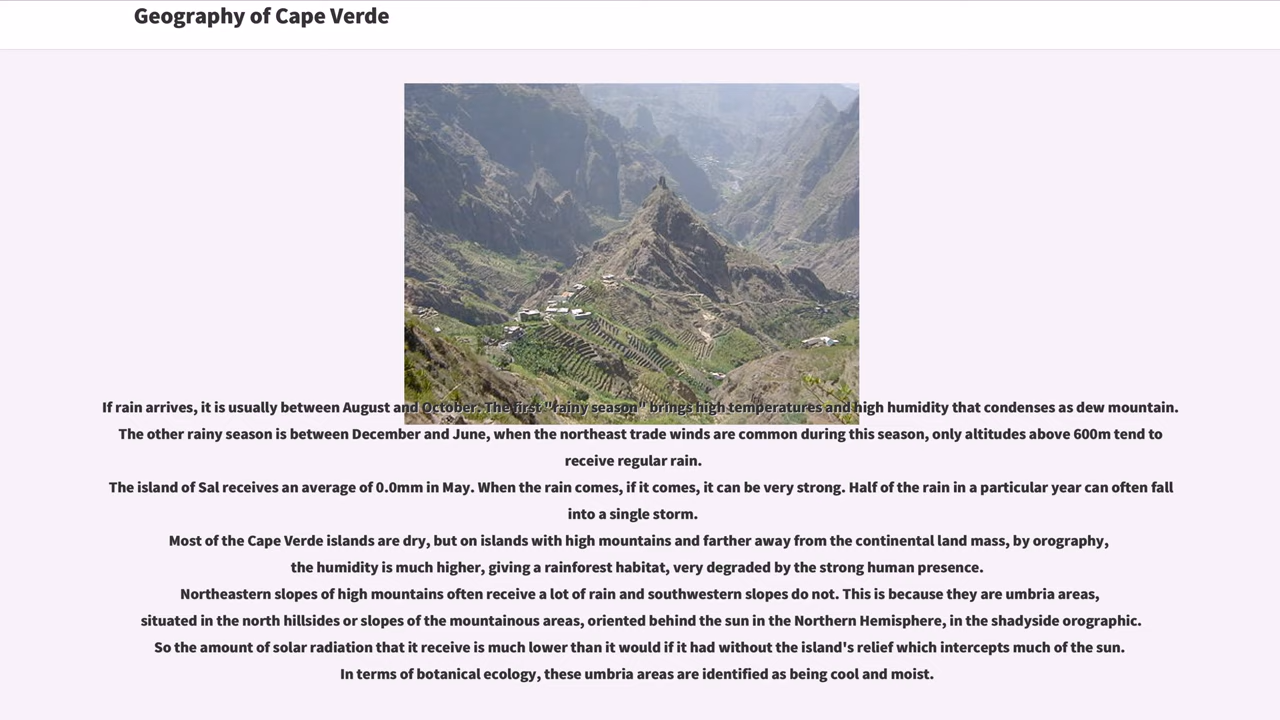 Geography of Cape Verde
If rain arrives, it is usually between August and October. The first "rainy season" brings high temperatures and high humidity that condenses as dew mountain.
The other rainy season is between December and June, when the northeast trade winds are common during this season, only altitudes above 600m tend to
receive regular rain.
The island of Sal receives an average of 0.0mm in May. When the rain comes, if it comes, it can be very strong. Half of the rain in a particular year can often fall
into a single storm.
Most of the Cape Verde islands are dry, but on islands with high mountains and farther away from the continental land mass, by orography,
the humidity is much higher, giving a rainforest habitat, very degraded by the strong human presence.
Northeastern slopes of high mountains often receive a lot of rain and southwestern slopes do not. This is because they are umbria areas,
situated in the north hillsides or slopes of the mountainous areas, oriented behind the sun in the Northern Hemisphere, in the shadyside orographic.
So the amount of solar radiation that it receive is much lower than it would if it had without the island's relief which intercepts much of the sun.
In terms of botanical ecology, these umbria areas are identified as being cool and moist.